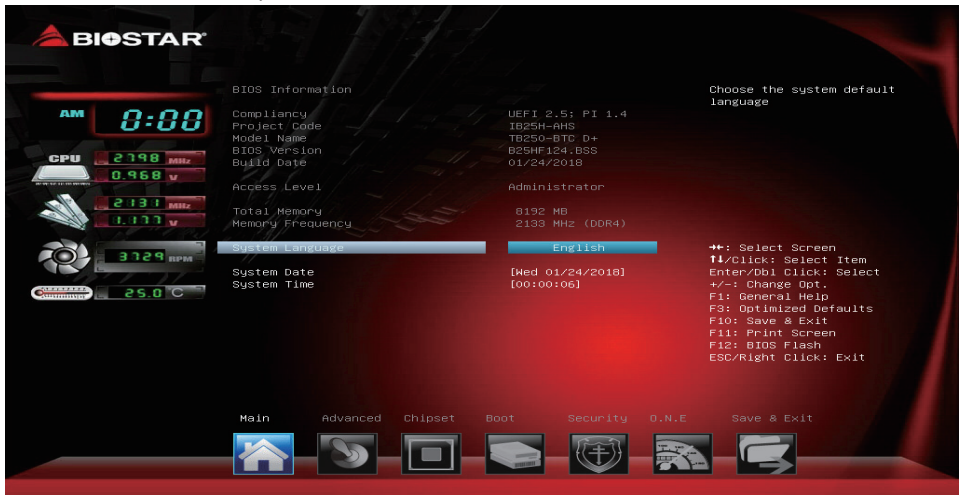 BIOSTAR
AM 0:00
CPU 2798 MHz
0.968 V
2131 MHz
1.177 V
3729 RPM
25.0 C
BIOS Information
Compliancy UEFI 2.5; PI 1.4
Project Code IB25H-AHS
Model Name TB250-BTC D+
BIOS Version B25HF124.BSS
Build Date 01/24/2018
Access Level Administrator
Total Memory 8192 MB
Memory Frequency 2133 MHz (DDR4)
System Language English
System Date [Wed 01/24/2018]
System Time [00:00:06]
Choose the system default
language
→←: Select Screen
↑↓/Click: Select Item
Enter/Dbl Click: Select
+/-: Change Opt.
F1: General Help
F3: Optimized Defaults
F10: Save & Exit
F11: Print Screen
F12: BIOS Flash
ESC/Right Click: Exit
Main Advanced Chipset Boot Security O.N.E Save & Exit